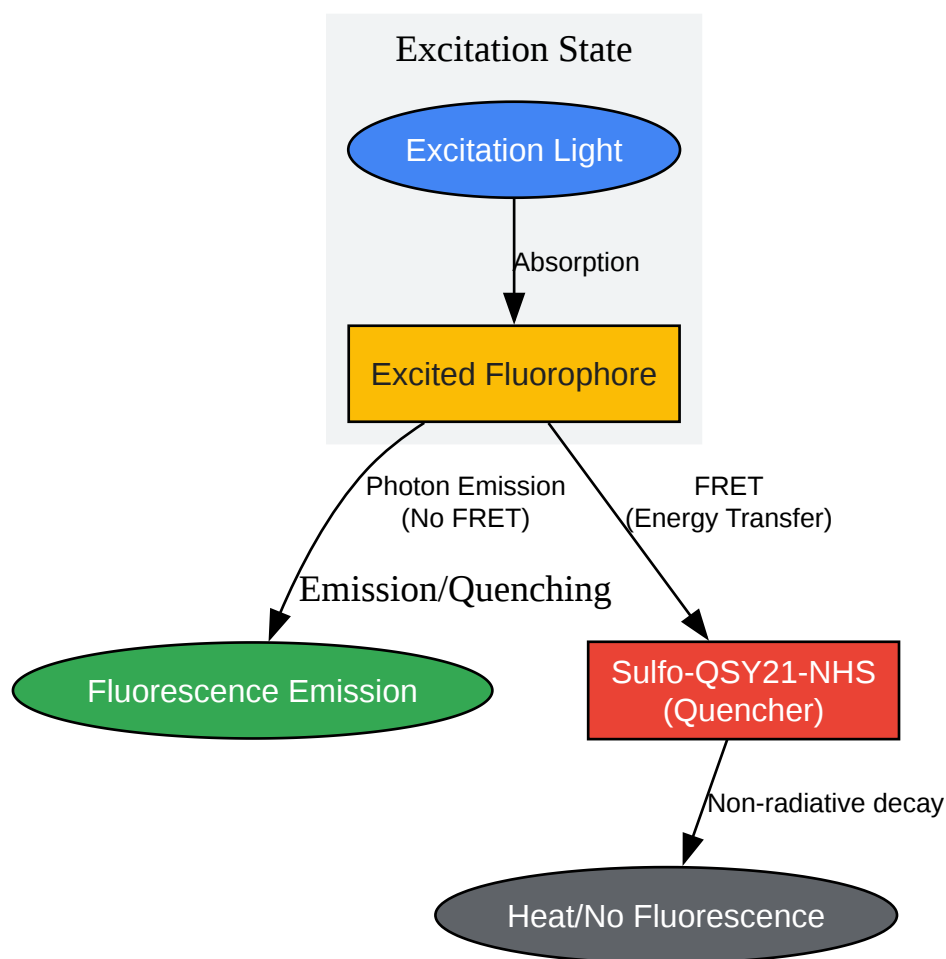 Excitation State
Excitation Light
Absorption
Excited Fluorophore
Photon Emission
(No FRET)
FRET
(Energy Transfer)
Emission/Quenching
Fluorescence Emission
Sulfo-QSY21-NHS
(Quencher)
Non-radiative decay
Heat/No Fluorescence